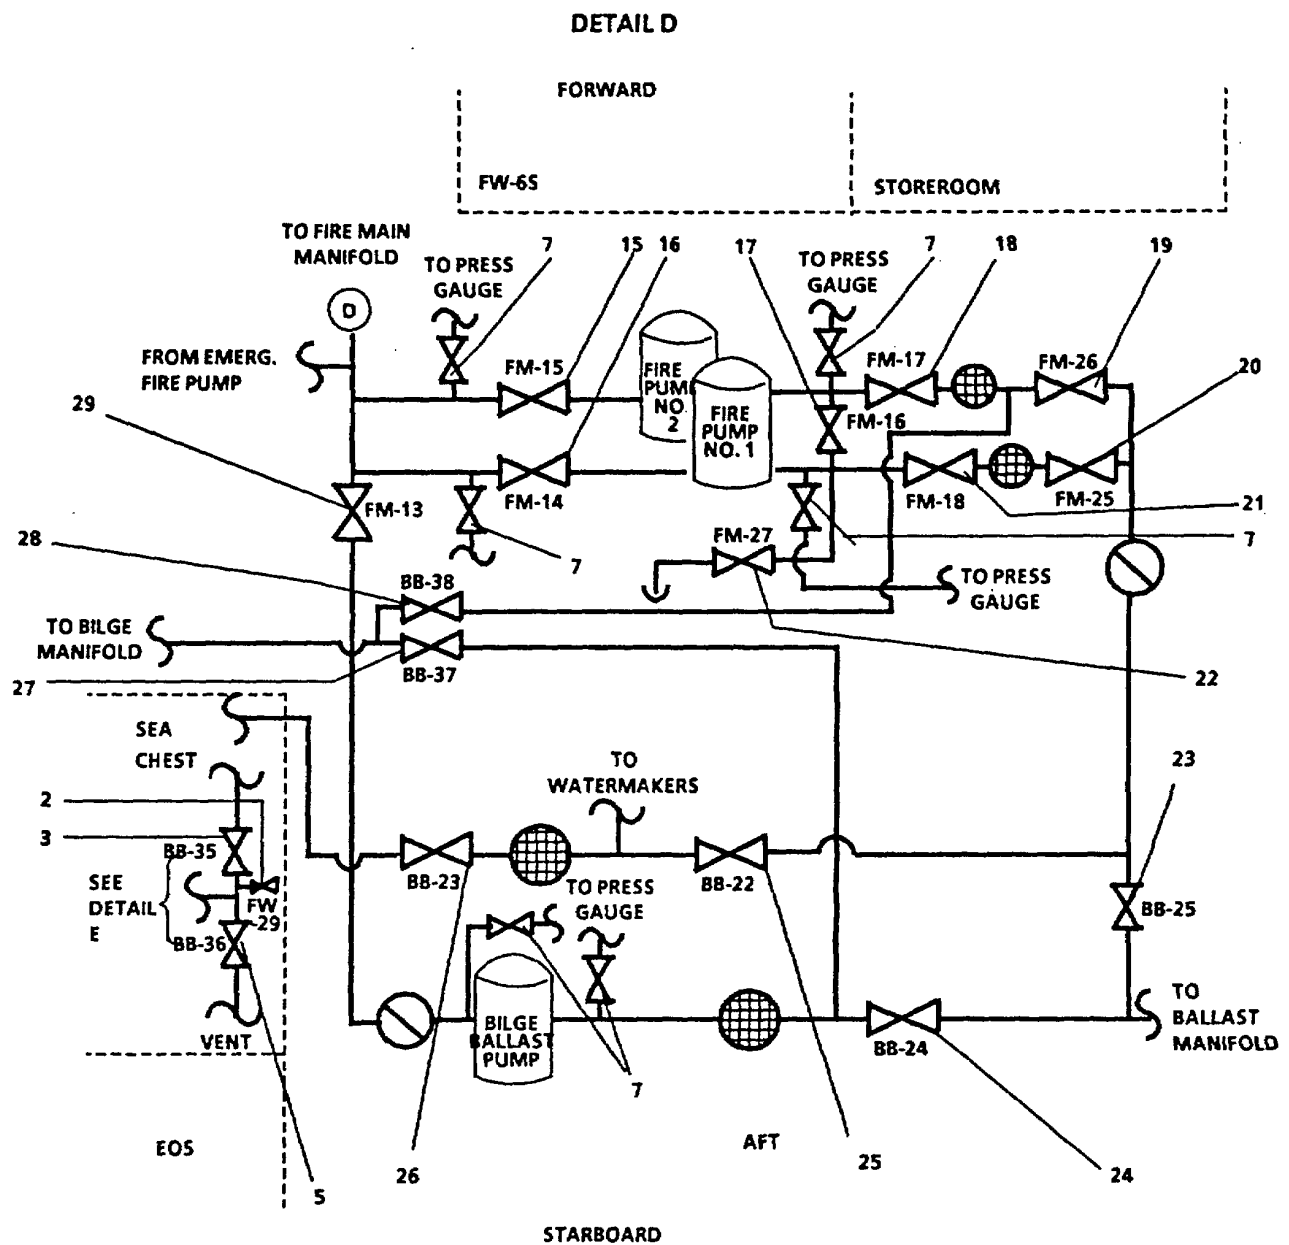 DETAIL D
FORWARD
FW-6S
STOREROOM
TO FIRE MAIN
MANIFOLD
7
15
16
17
7
18
19
TO PRESS
GAUGE
TO PRESS
GAUGE
D
FROM EMERG.
FIRE PUMP
FM-15
FIRE
PUMP
NO.
2
FM-17
FM-26
20
29
FIRE
PUMP
NO. 1
FM-16
FM-13
FM-14
FM-18
FM-25
21
28
7
FM-27
7
BB-38
TO PRESS
GAUGE
TO BILGE
MANIFOLD
BB-37
27
22
SEA
CHEST
TO
WATERMAKERS
23
2
3
BB-35
BB-23
BB-22
SEE
DETAIL
E
FW
-29
TO PRESS
GAUGE
BB-25
BB-36
VENT
BILGE
BALLAST
PUMP
BB-24
TO
BALLAST
MANIFOLD
7
EOS
AFT
26
25
24
5
STARBOARD